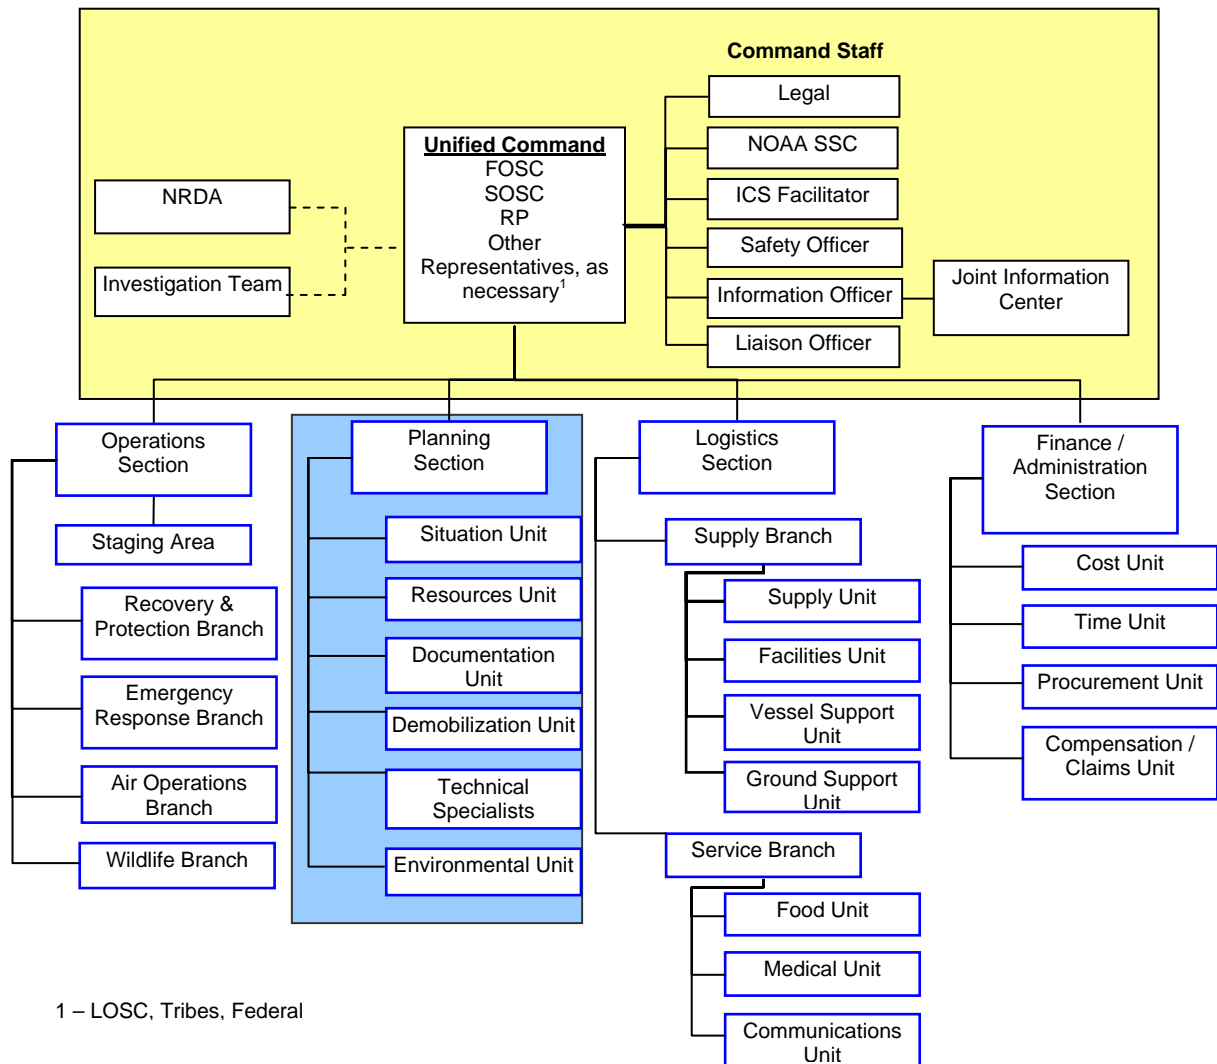 Command Staff
Legal
NOAA SSC
ICS Facilitator
Safety Officer
Information Officer
Liaison Officer
Joint Information
Center
Unified Command
FOSC
SOSC
RP
Other
Representatives, as
necessary1
NRDA
Investigation Team
Operations
Section
Staging Area
Recovery &
Protection Branch
Emergency
Response Branch
Air Operations
Branch
Wildlife Branch
Planning
Section
Situation Unit
Resources Unit
Documentation
Unit
Demobilization Unit
Technical
Specialists
Environmental Unit
Logistics
Section
Supply Branch
Supply Unit
Facilities Unit
Vessel Support
Unit
Ground Support
Unit
Service Branch
Food Unit
Medical Unit
Communications
Unit
Finance /
Administration
Section
Cost Unit
Time Unit
Procurement Unit
Compensation /
Claims Unit
1 – LOSC, Tribes, Federal